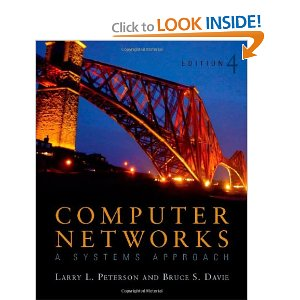 Click to LOOK INSIDE!
EDITION 4
COMPUTER
NETWORKS
A SYSTEMS APPROACH
LARRY L. PETERSON AND BRUCE S. DAVIE